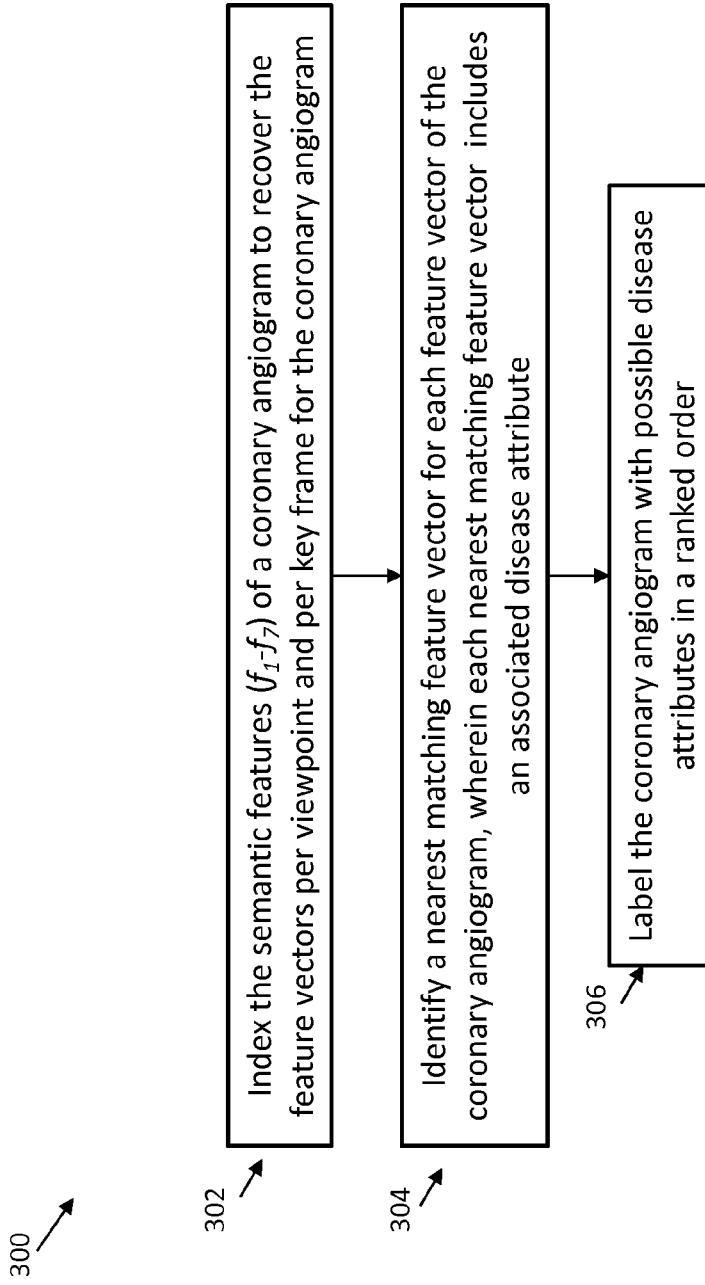 300
302
Index the semantic features (f1-f7) of a coronary angiogram to recover the
feature vectors per viewpoint and per key frame for the coronary angiogram
304
Identify a nearest matching feature vector for each feature vector of the
coronary angiogram, wherein each nearest matching feature vector includes
an associated disease attribute
306
Label the coronary angiogram with possible disease
attributes in a ranked order